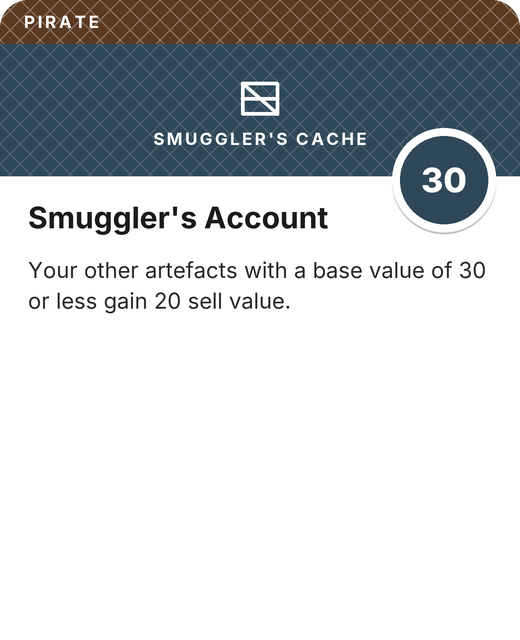 PIRATE
SMUGGLER'S CACHE
30
Smuggler's Account
Your other artefacts with a base value of 30
or less gain 20 sell value.